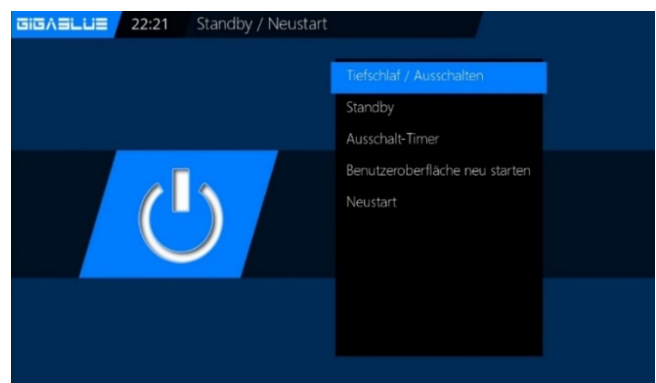 GIGABLUE 22:21 Standby / Neustart
Tiefschlaf / Ausschalten
Standby
Ausschalt-Timer
Benutzeroberfläche neu starten
Neustart